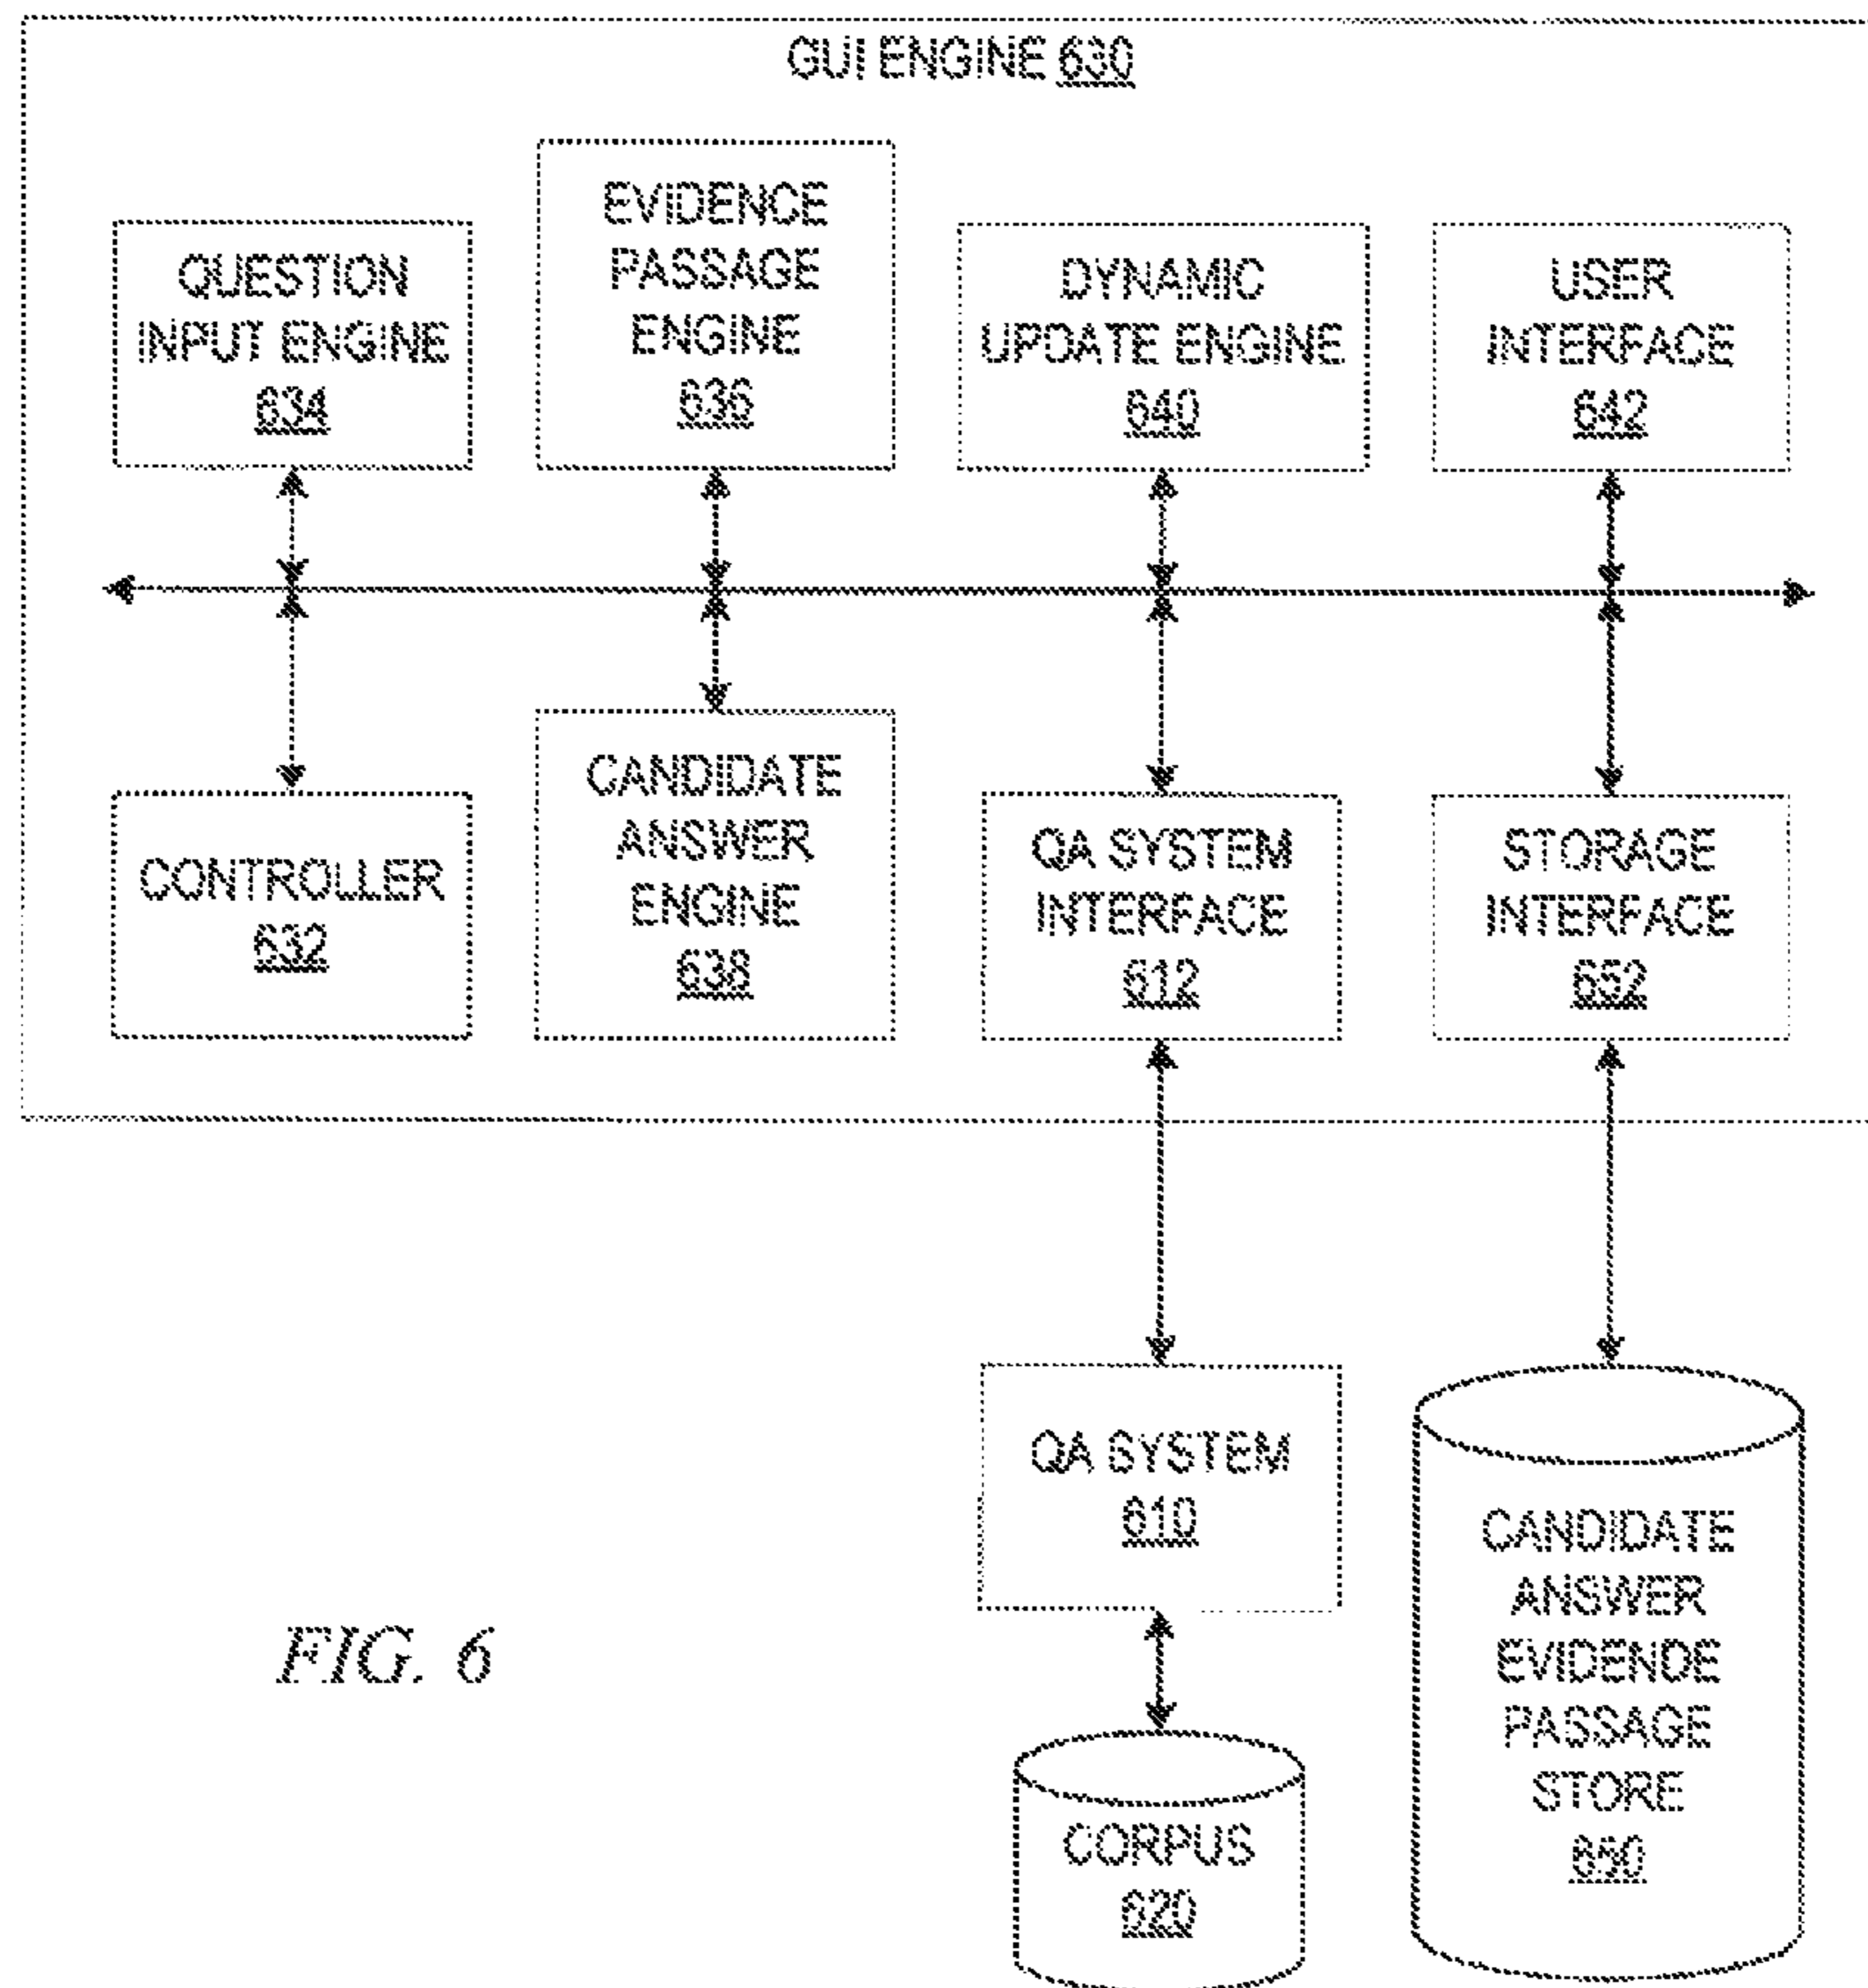 GUI ENGINE 630
QUESTION
INPUT ENGINE
634
EVIDENCE
PASSAGE
ENGINE
636
DYNAMIC
UPDATE ENGINE
640
USER
INTERFACE
642
CONTROLLER
632
CANDIDATE
ANSWER
ENGINE
638
QA SYSTEM
INTERFACE
612
STORAGE
INTERFACE
652
QA SYSTEM
610
CANDIDATE
ANSWER
EVIDENCE
PASSAGE
STORE
650
CORPUS
620
FIG. 6